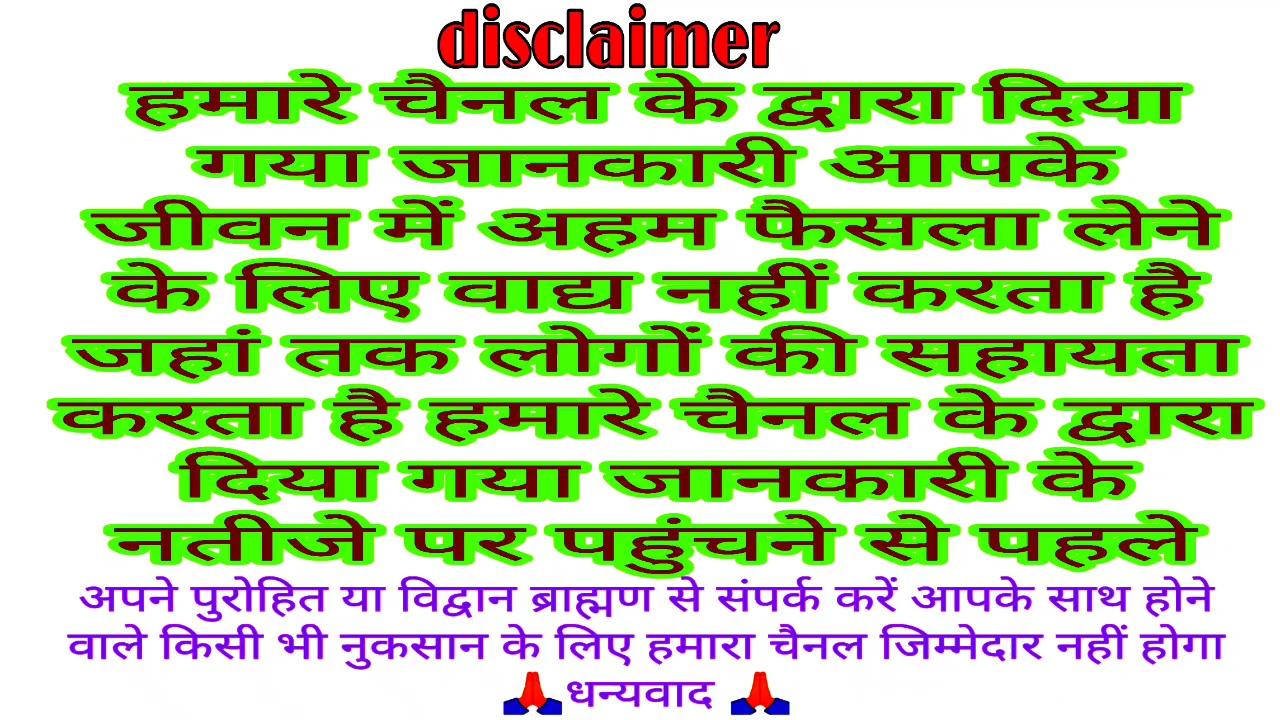 disclaimer
हमारे चैनल के द्वारा दिया
गया जानकारी आपके
जीवन में अहम फैसला लेने
के लिए वाद्य नहीं करता है
जहां तक लोगों की सहायता
करता है हमारे चैनल के द्वारा
दिया गया जानकारी के
नतीजे पर पहुंचने से पहले
अपने पुरोहित या विद्वान ब्राह्मण से संपर्क करें आपके साथ होने
वाले किसी भी नुकसान के लिए हमारा चैनल जिम्मेदार नहीं होगा
🙏धन्यवाद 🙏